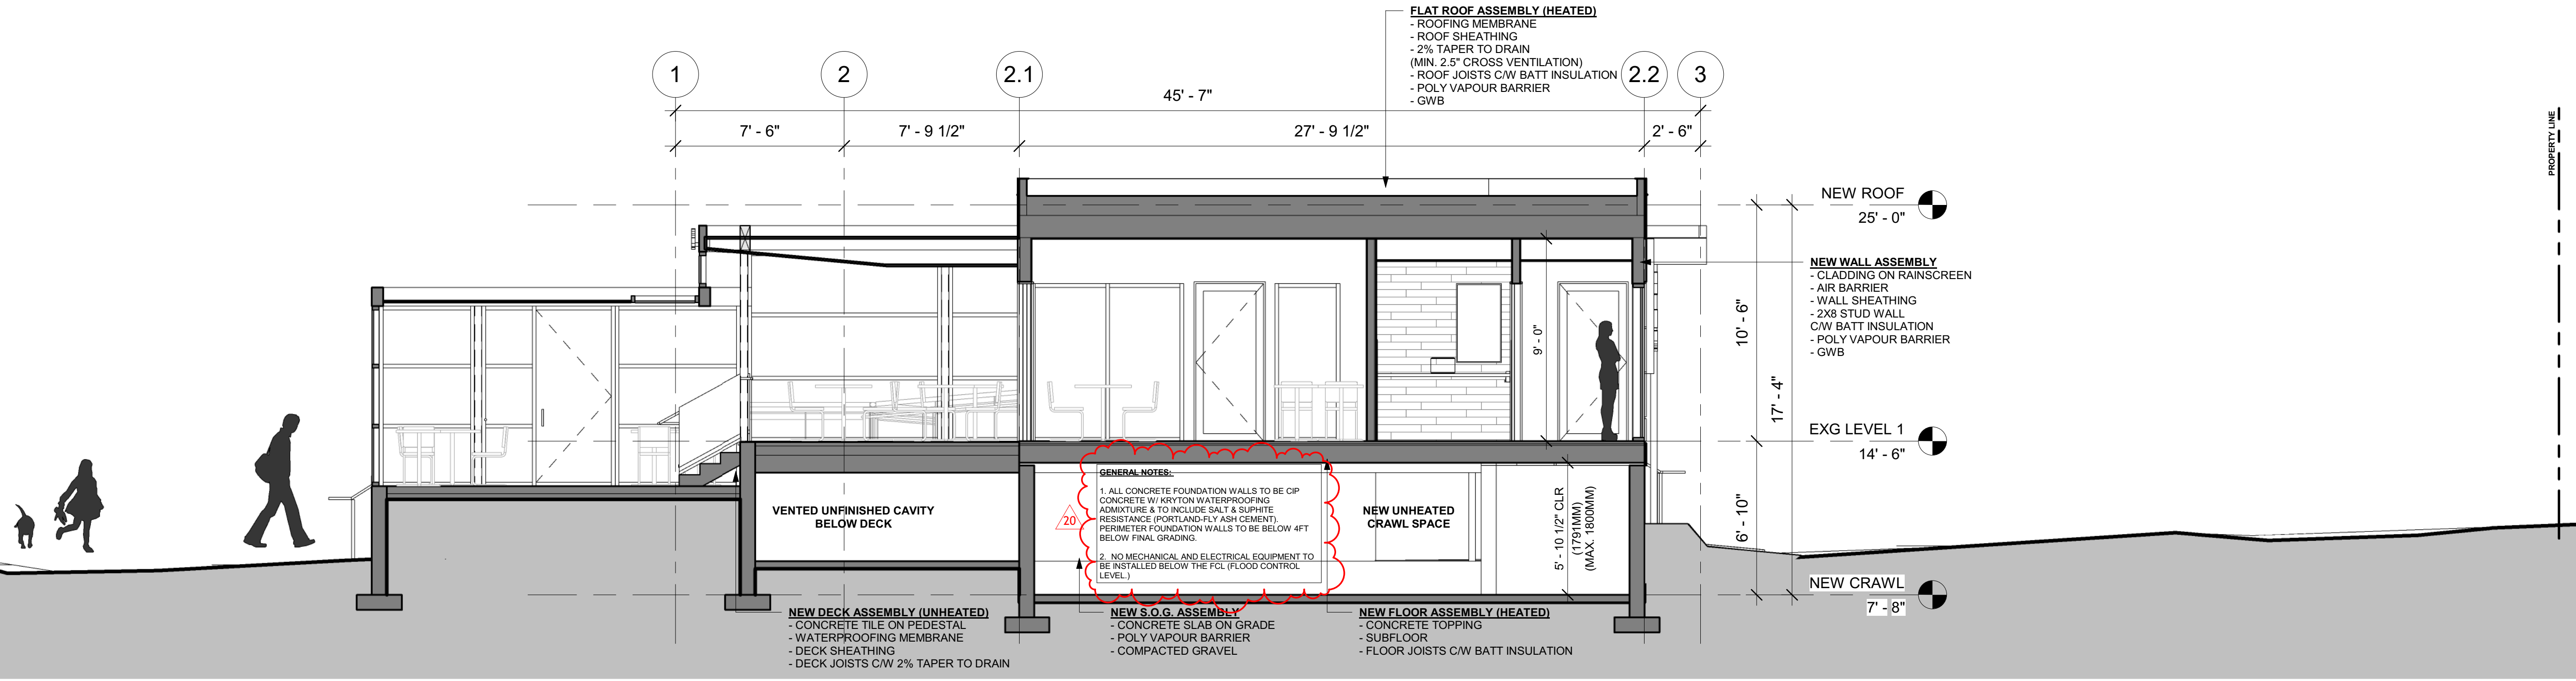 FLAT ROOF ASSEMBLY (HEATED)
- ROOFING MEMBRANE
- ROOF SHEATHING
- 2% TAPER TO DRAIN
(MIN. 2.5" CROSS VENTILATION)
- ROOF JOISTS C/W BATT INSULATION
- POLY VAPOUR BARRIER
- GWB
1
2
2.1
2.2
3
45' - 7"
7' - 6"
7' - 9 1/2"
27' - 9 1/2"
2' - 6"
PROPERTY LINE
NEW ROOF
25' - 0"
NEW WALL ASSEMBLY
- CLADDING ON RAINSCREEN
- AIR BARRIER
- WALL SHEATHING
- 2X8 STUD WALL
C/W BATT INSULATION
- POLY VAPOUR BARRIER
- GWB
9' - 0"
10' - 6"
17' - 4"
EXG LEVEL 1
14' - 6"
GENERAL NOTES:
1. ALL CONCRETE FOUNDATION WALLS TO BE CIP
CONCRETE W/ KRYTON WATERPROOFING
ADMIXTURE & TO INCLUDE SALT & SUPHITE
RESISTANCE (PORTLAND-FLY ASH CEMENT).
PERIMETER FOUNDATION WALLS TO BE BELOW 4FT
BELOW FINAL GRADING.
2. NO MECHANICAL AND ELECTRICAL EQUIPMENT TO
BE INSTALLED BELOW THE FCL (FLOOD CONTROL
LEVEL.)
20
VENTED UNFINISHED CAVITY
BELOW DECK
NEW UNHEATED
CRAWL SPACE
5' - 10 1/2" CLR
(1791MM)
(MAX. 1800MM)
6' - 10"
NEW CRAWL
7' - 8"
NEW DECK ASSEMBLY (UNHEATED)
- CONCRETE TILE ON PEDESTAL
- WATERPROOFING MEMBRANE
- DECK SHEATHING
- DECK JOISTS C/W 2% TAPER TO DRAIN
NEW S.O.G. ASSEMBLY
- CONCRETE SLAB ON GRADE
- POLY VAPOUR BARRIER
- COMPACTED GRAVEL
NEW FLOOR ASSEMBLY (HEATED)
- CONCRETE TOPPING
- SUBFLOOR
- FLOOR JOISTS C/W BATT INSULATION